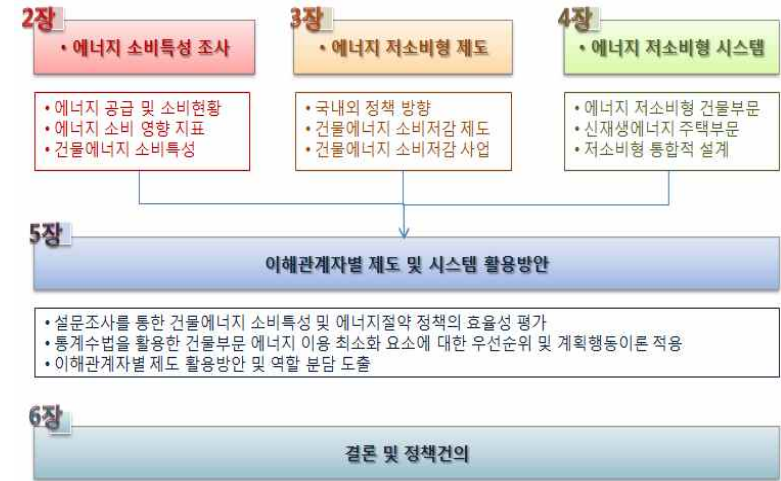 2장
• 에너지 소비특성 조사
• 에너지 공급 및 소비현황
• 에너지 소비 영향 지표
• 건물에너지 소비특성
3장
• 에너지 저소비형 제도
• 국내외 정책 방향
• 건물에너지 소비저감 제도
• 건물에너지 소비저감 사업
4장
• 에너지 저소비형 시스템
• 에너지 저소비형 건물부문
• 신재생에너지 주택부문
• 저소비형 통합적 설계
5장
이해관계자별 제도 및 시스템 활용방안
• 설문조사를 통한 건물에너지 소비특성 및 에너지절약 정책의 효율성 평가
• 통계수법을 활용한 건물부문 에너지 이용 최소화 요소에 대한 우선순위 및 계획행동이론 적용
• 이해관계자별 제도 활용방안 및 역할 분담 도출
6장
결론 및 정책건의